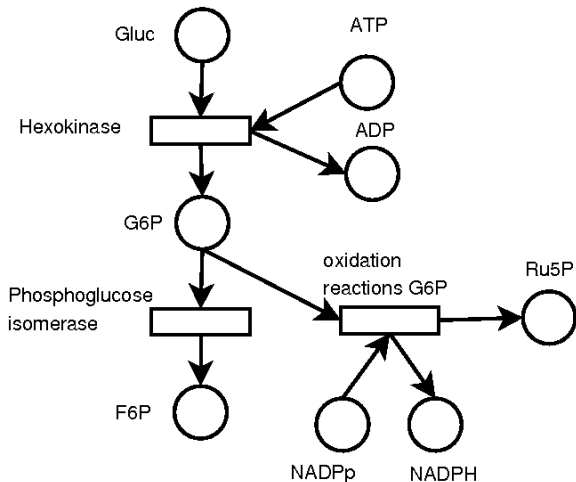 Gluc
ATP
Hexokinase
ADP
G6P
oxidation
reactions G6P
Ru5P
Phosphoglucose
isomerase
F6P
NADPp
NADPH